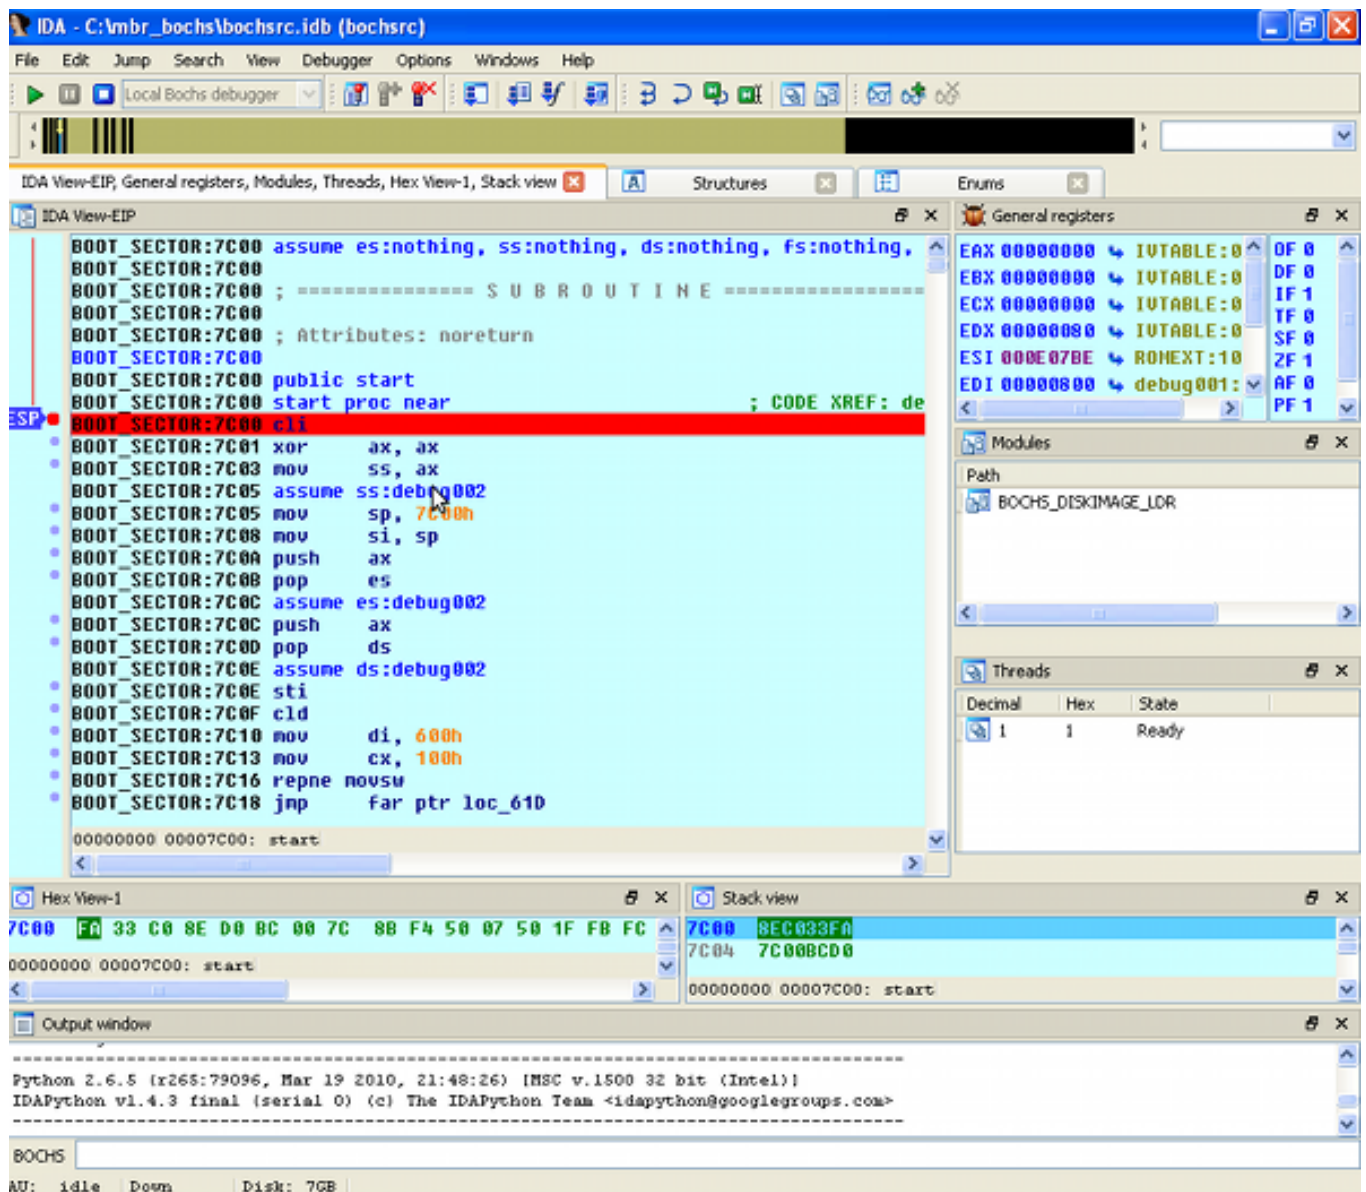 IDA - C:\mbr_bochs\bochsrc.idb (bochsrc)
File Edit Jump Search View Debugger Options Windows Help
Local Bochs debugger
IDA View-EIP, General registers, Modules, Threads, Hex View-1, Stack view
Structures
Enums
IDA View-EIP
BOOT_SECTOR:7C00 assume es:nothing, ss:nothing, ds:nothing, fs:nothing,
BOOT_SECTOR:7C00
BOOT_SECTOR:7C00 ; =============== S U B R O U T I N E =================
BOOT_SECTOR:7C00
BOOT_SECTOR:7C00 ; Attributes: noreturn
BOOT_SECTOR:7C00
BOOT_SECTOR:7C00 public start
BOOT_SECTOR:7C00 start proc near ; CODE XREF: de
ESP
BOOT_SECTOR:7C00 cli
BOOT_SECTOR:7C01 xor ax, ax
BOOT_SECTOR:7C03 mov ss, ax
BOOT_SECTOR:7C05 assume ss:debug002
BOOT_SECTOR:7C05 mov sp, 7C00h
BOOT_SECTOR:7C08 mov si, sp
BOOT_SECTOR:7C0A push ax
BOOT_SECTOR:7C0B pop es
BOOT_SECTOR:7C0C assume es:debug002
BOOT_SECTOR:7C0C push ax
BOOT_SECTOR:7C0D pop ds
BOOT_SECTOR:7C0E assume ds:debug002
BOOT_SECTOR:7C0E sti
BOOT_SECTOR:7C0F cld
BOOT_SECTOR:7C10 mov di, 600h
BOOT_SECTOR:7C13 mov cx, 100h
BOOT_SECTOR:7C16 repne movsw
BOOT_SECTOR:7C18 jmp far ptr loc_61D
00000000 00007C00: start
General registers
EAX 00000000 IVTABLE:0
EBX 00000000 IVTABLE:0
ECX 00000000 IVTABLE:0
EDX 00000080 IVTABLE:0
ESI 000E07BE ROMEXT:10
EDI 00000800 debug001:
OF 0
DF 0
IF 1
TF 0
SF 0
ZF 1
AF 0
PF 1
Modules
Path
BOCHS_DISKIMAGE_LDR
Threads
Decimal Hex State
1 1 Ready
Hex View-1
7C00 FA 33 C0 8E D0 BC 00 7C 8B F4 50 07 50 1F FB FC
00000000 00007C00: start
Stack view
7C00 8EC033FA
7C04 7C00BCD0
00000000 00007C00: start
Output window
Python 2.6.5 (r265:79096, Mar 19 2010, 21:48:26) [MSC v.1500 32 bit (Intel)]
IDAPython v1.4.3 final (serial 0) (c) The IDAPython Team <idapython@googlegroups.com>
BOCHS
AU: idle Down Disk: 7GB